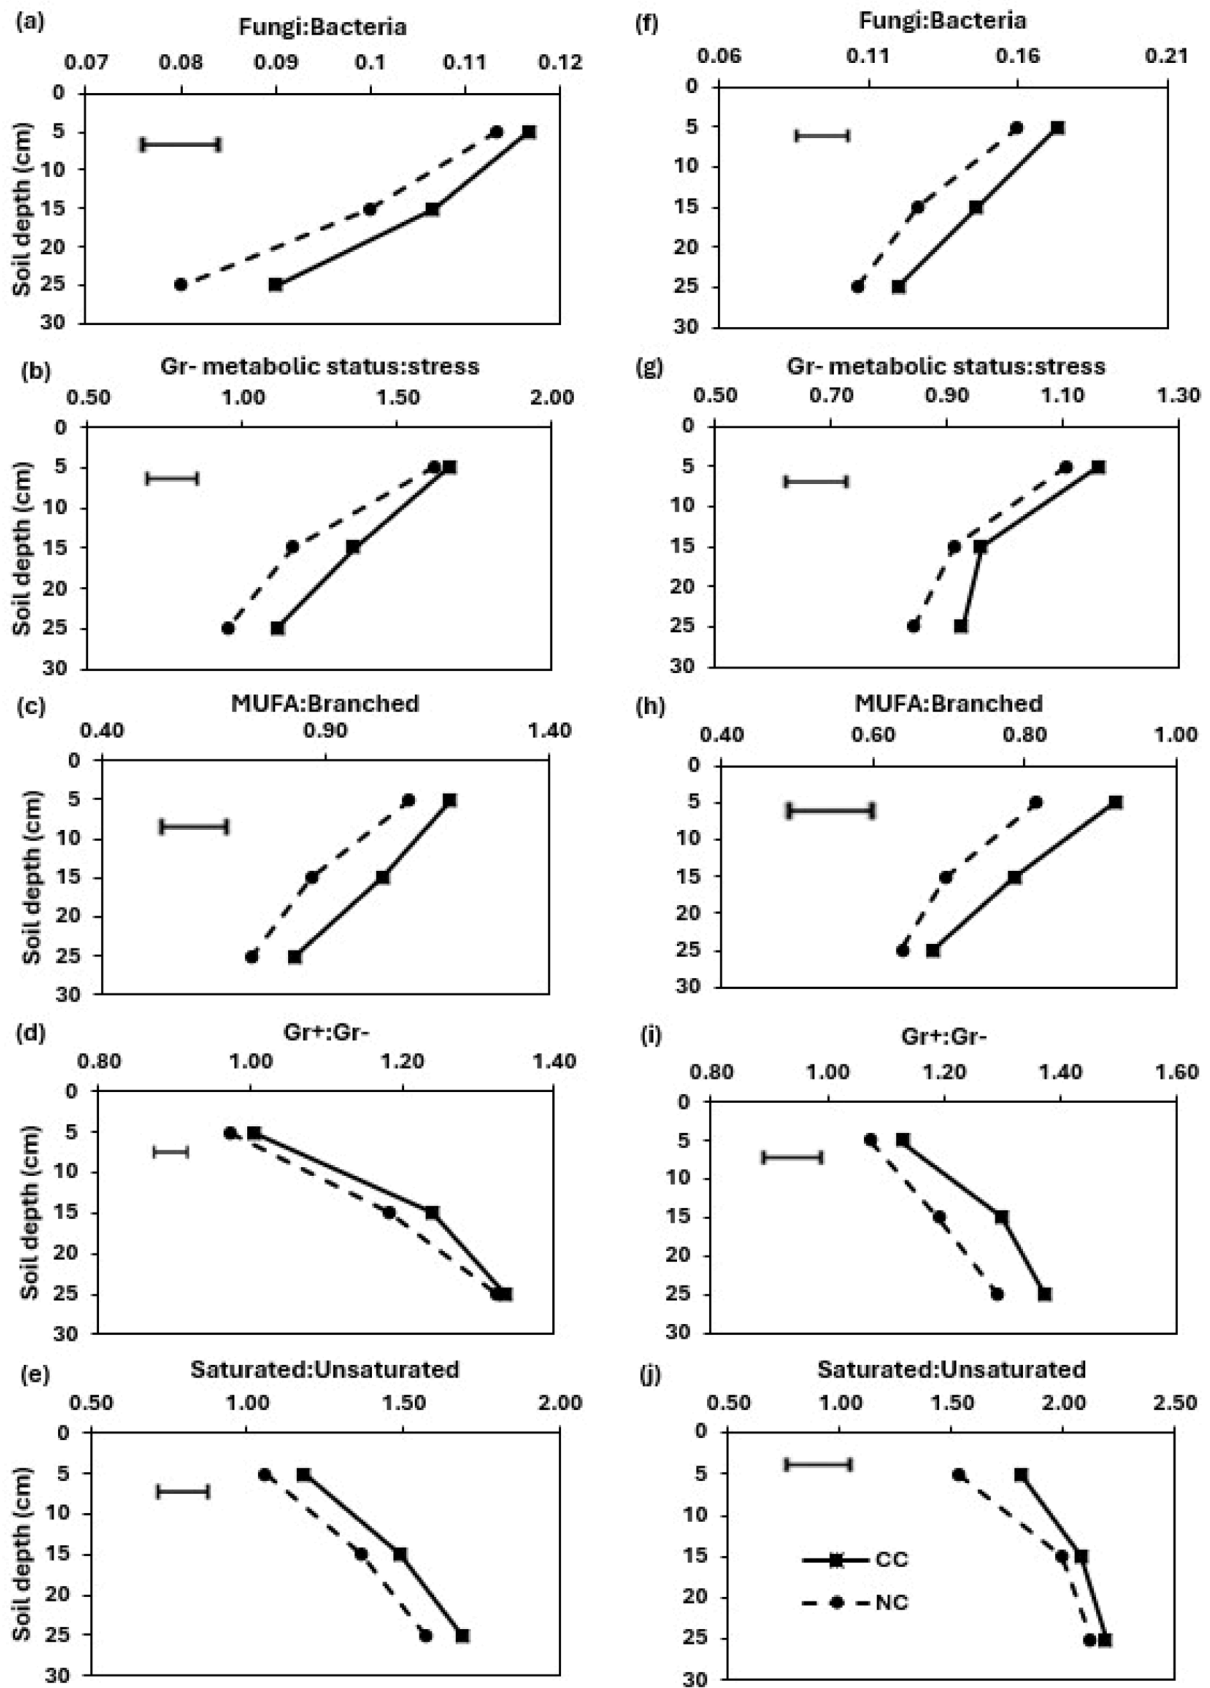 (a)
Fungi:Bacteria
0.07 0.08 0.09 0.1 0.11 0.12
0
5
10
15
20
25
30
Soil depth (cm)
(f)
Fungi:Bacteria
0.06 0.11 0.16 0.21
0
5
10
15
20
25
30
(b)
Gr- metabolic status:stress
0.50 1.00 1.50 2.00
0
5
10
15
20
25
30
Soil depth (cm)
(g)
Gr- metabolic status:stress
0.50 0.70 0.90 1.10 1.30
0
5
10
15
20
25
30
(c)
MUFA:Branched
0.40 0.90 1.40
0
5
10
15
20
25
30
Soil depth (cm)
(h)
MUFA:Branched
0.40 0.60 0.80 1.00
0
5
10
15
20
25
30
(d)
Gr+:Gr-
0.80 1.00 1.20 1.40
0
5
10
15
20
25
30
Soil depth (cm)
(i)
Gr+:Gr-
0.80 1.00 1.20 1.40 1.60
0
5
10
15
20
25
30
(e)
Saturated:Unsaturated
0.50 1.00 1.50 2.00
0
5
10
15
20
25
30
Soil depth (cm)
(j)
Saturated:Unsaturated
0.50 1.00 1.50 2.00 2.50
0
5
10
15
20
25
30
CC
NC